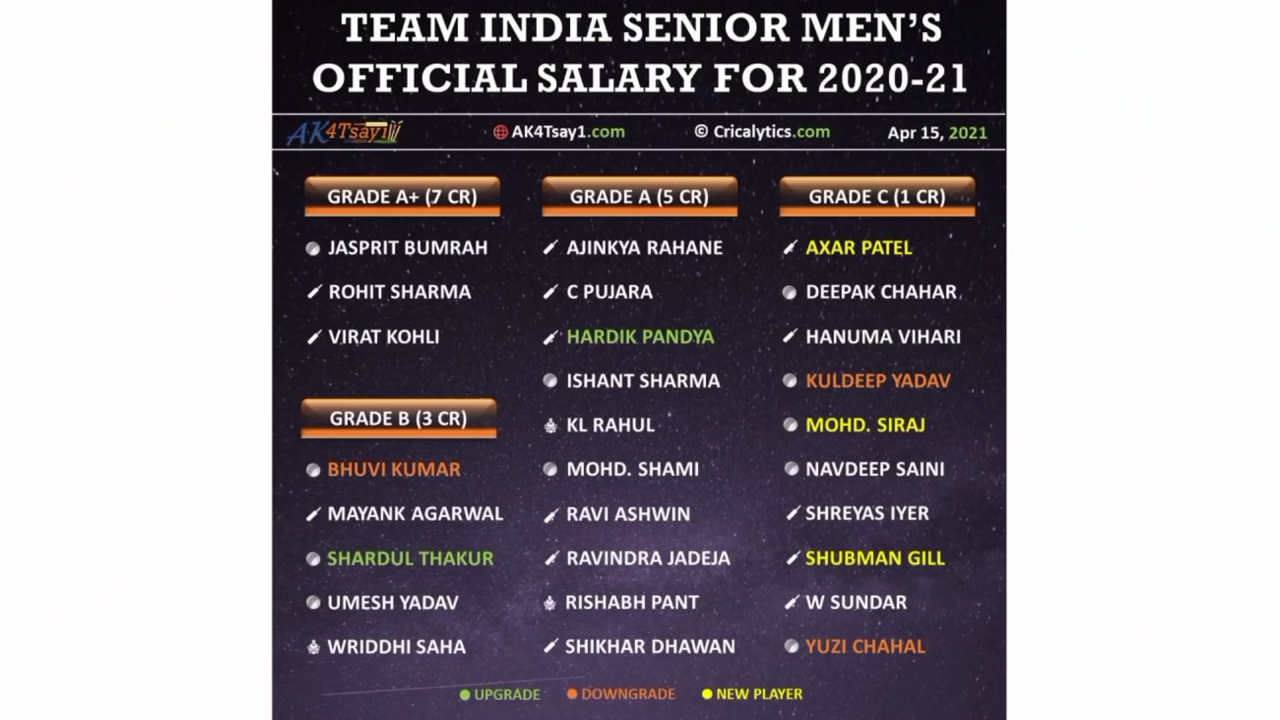 TEAM INDIA SENIOR MEN'S
OFFICIAL SALARY FOR 2020-21
AK4Tsay1
AK4Tsay1.com
© Cricalytics.com
Apr 15, 2021
GRADE A+ (7 CR)
JASPRIT BUMRAH
ROHIT SHARMA
VIRAT KOHLI
GRADE B (3 CR)
BHUVI KUMAR
MAYANK AGARWAL
SHARDUL THAKUR
UMESH YADAV
WRIDDHI SAHA
GRADE A (5 CR)
AJINKYA RAHANE
C PUJARA
HARDIK PANDYA
ISHANT SHARMA
KL RAHUL
MOHD. SHAMI
RAVI ASHWIN
RAVINDRA JADEJA
RISHABH PANT
SHIKHAR DHAWAN
GRADE C (1 CR)
AXAR PATEL
DEEPAK CHAHAR
HANUMA VIHARI
KULDEEP YADAV
MOHD. SIRAJ
NAVDEEP SAINI
SHREYAS IYER
SHUBMAN GILL
W SUNDAR
YUZI CHAHAL
UPGRADE
DOWNGRADE
NEW PLAYER